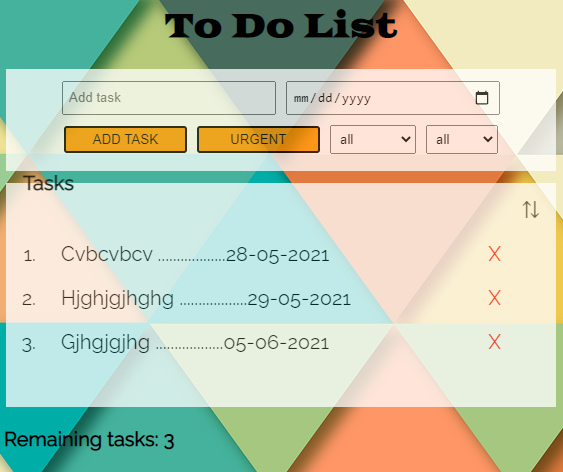 To Do List
Add task mm/dd/yyyy
ADD TASK URGENT all all
Tasks
1. Cvbcvbcv ..................28-05-2021 X
2. Hjghjgjhghg ..................29-05-2021 X
3. Gjhgjgjhg ..................05-06-2021 X
Remaining tasks: 3